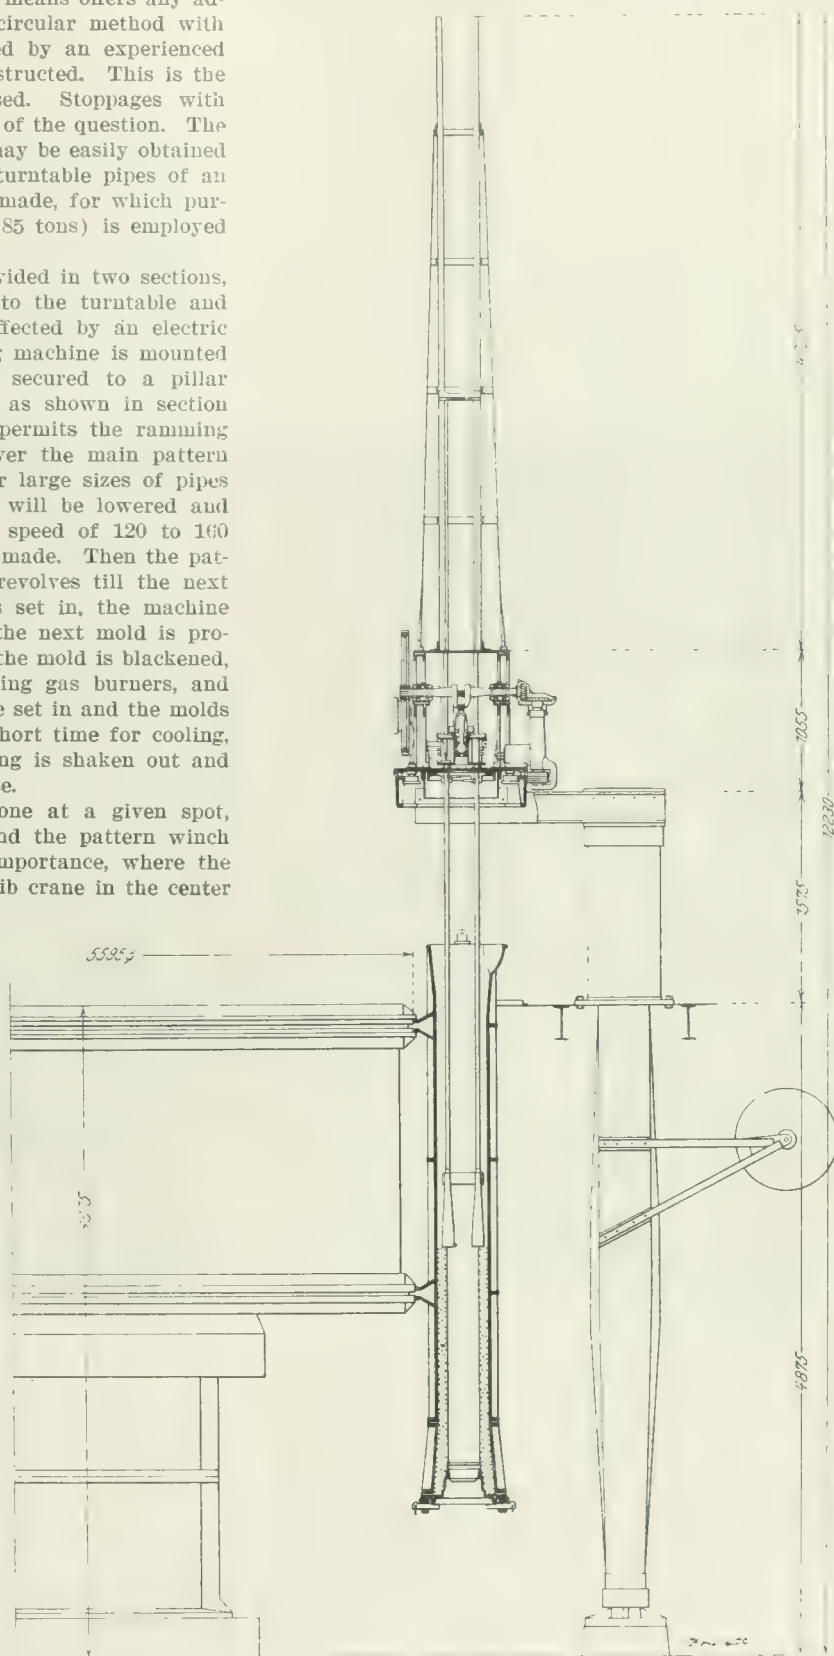 means offers any ad-
circular method with
ed by an experienced
structed. This is the
sed. Stoppages with
of the question. The
may be easily obtained
turntable pipes of an
made, for which pur-
85 tons) is employed
vided in two sections,
to the turntable and
ffected by an electric
g machine is mounted
secured to a pillar
as shown in section
permits the ramming
ver the main pattern
r large sizes of pipes
will be lowered and
speed of 120 to 160
made. Then the pat-
revolves till the next
s set in, the machine
the next mold is pro-
the mold is blackened,
ing gas burners, and
e set in and the molds
short time for cooling,
ng is shaken out and
e.
one at a given spot,
nd the pattern winch
mportance, where the
ib crane in the center
5595
1055
12230
1575
4875